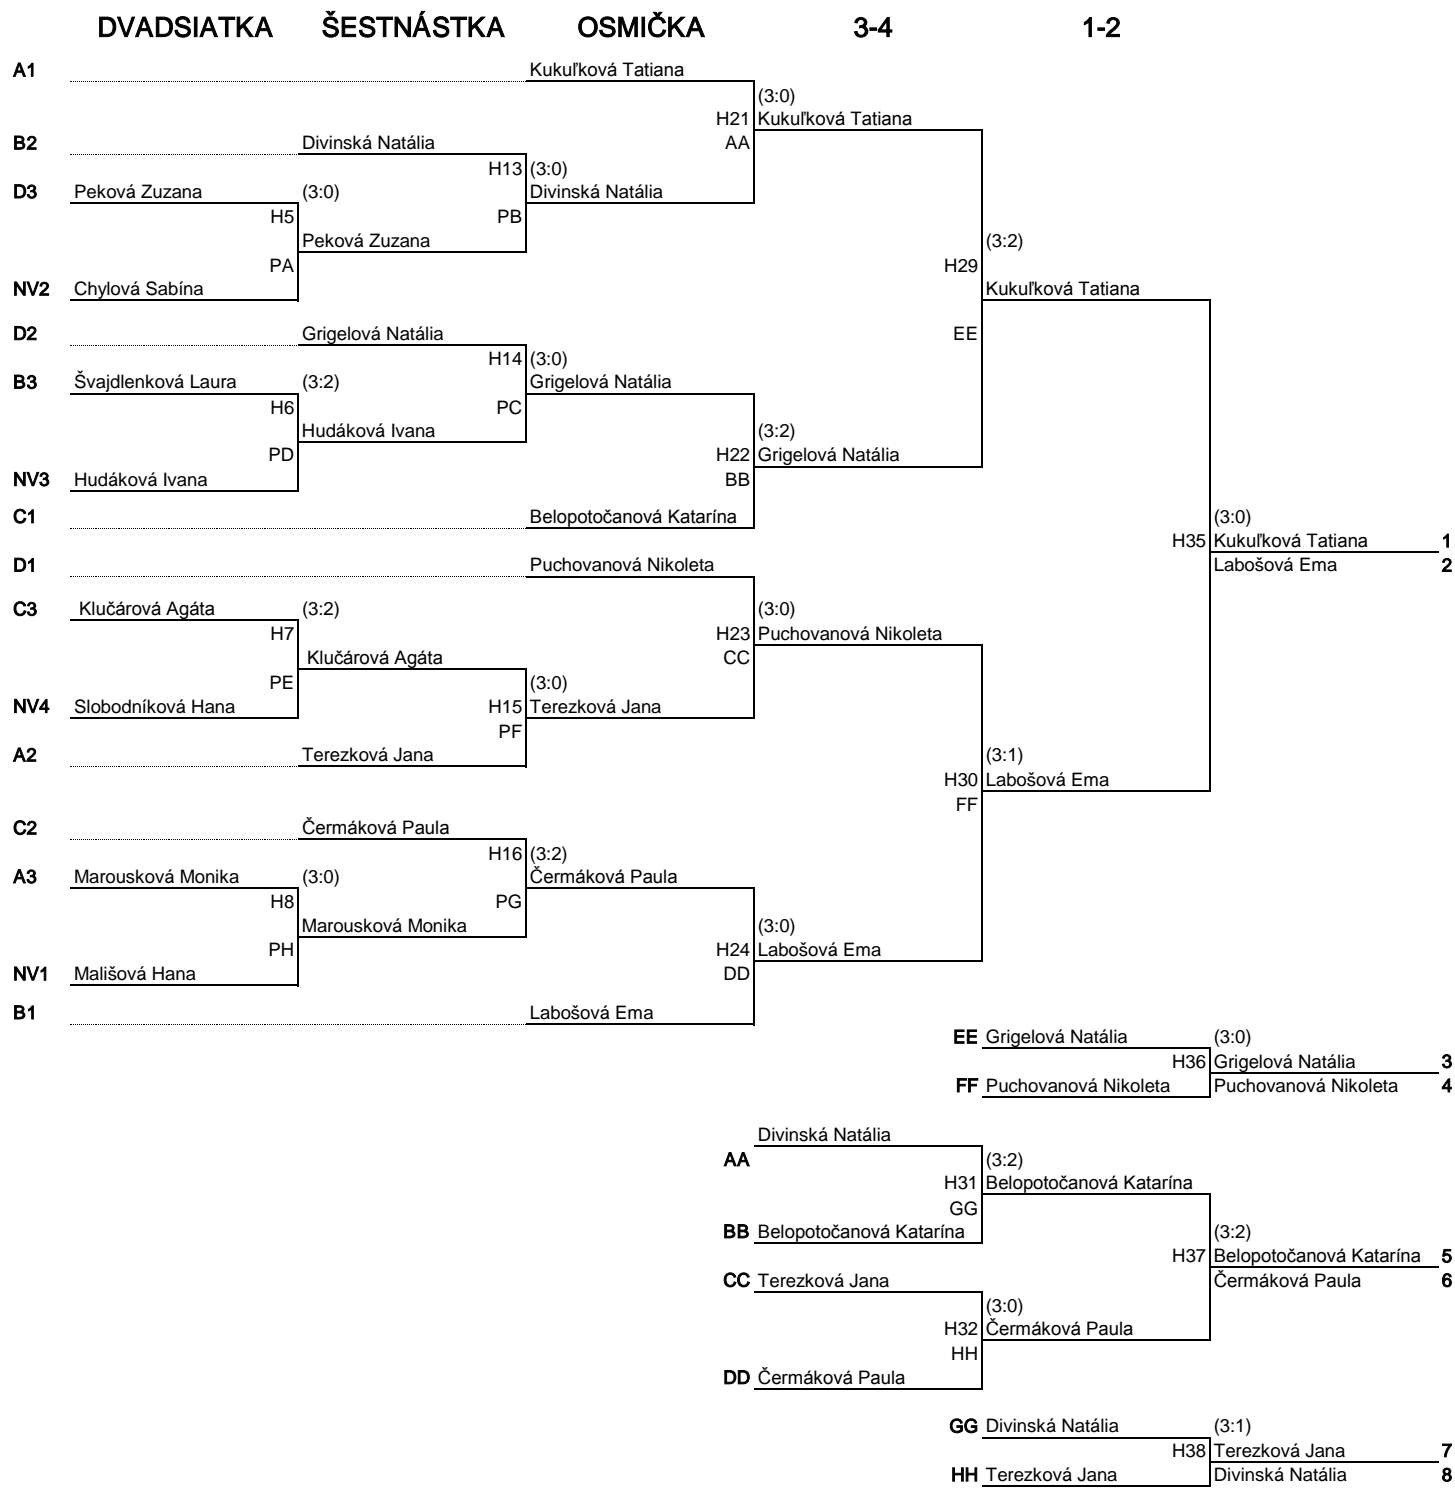 DVADSIATKA ŠESTNÁSTKA OSMIČKA 3-4 1-2
A1 Kukuľková Tatiana
(3:0)
H21 Kukuľková Tatiana
B2 Divinská Natália AA
H13 (3:0)
D3 Peková Zuzana (3:0) Divinská Natália
H5 PB
Peková Zuzana (3:2)
PA H29
NV2 Chylová Sabína Kukuľková Tatiana
D2 Grigelová Natália EE
H14 (3:0)
B3 Švajdlenková Laura (3:2) Grigelová Natália
H6 PC
Hudáková Ivana (3:2)
PD H22 Grigelová Natália
NV3 Hudáková Ivana BB
C1 Belopotočanová Katarína (3:0)
H35 Kukuľková Tatiana 1
D1 Puchovanová Nikoleta Labošová Ema 2
C3 Klučárová Agáta (3:2) (3:0)
H7 H23 Puchovanová Nikoleta
Klučárová Agáta CC
PE (3:0)
NV4 Slobodníková Hana H15 Terezková Jana
PF
A2 Terezková Jana (3:1)
H30 Labošová Ema
FF
C2 Čermáková Paula
H16 (3:2)
A3 Marousková Monika (3:0) Čermáková Paula
H8 PG
Marousková Monika (3:0)
PH H24 Labošová Ema
NV1 Mališová Hana DD
B1 Labošová Ema
EE Grigelová Natália (3:0)
H36 Grigelová Natália 3
FF Puchovanová Nikoleta Puchovanová Nikoleta 4
Divinská Natália
AA (3:2)
H31 Belopotočanová Katarína
GG
BB Belopotočanová Katarína (3:2)
H37 Belopotočanová Katarína 5
CC Terezková Jana Čermáková Paula 6
(3:0)
H32 Čermáková Paula
HH
DD Čermáková Paula
GG Divinská Natália (3:1)
H38 Terezková Jana 7
HH Terezková Jana Divinská Natália 8